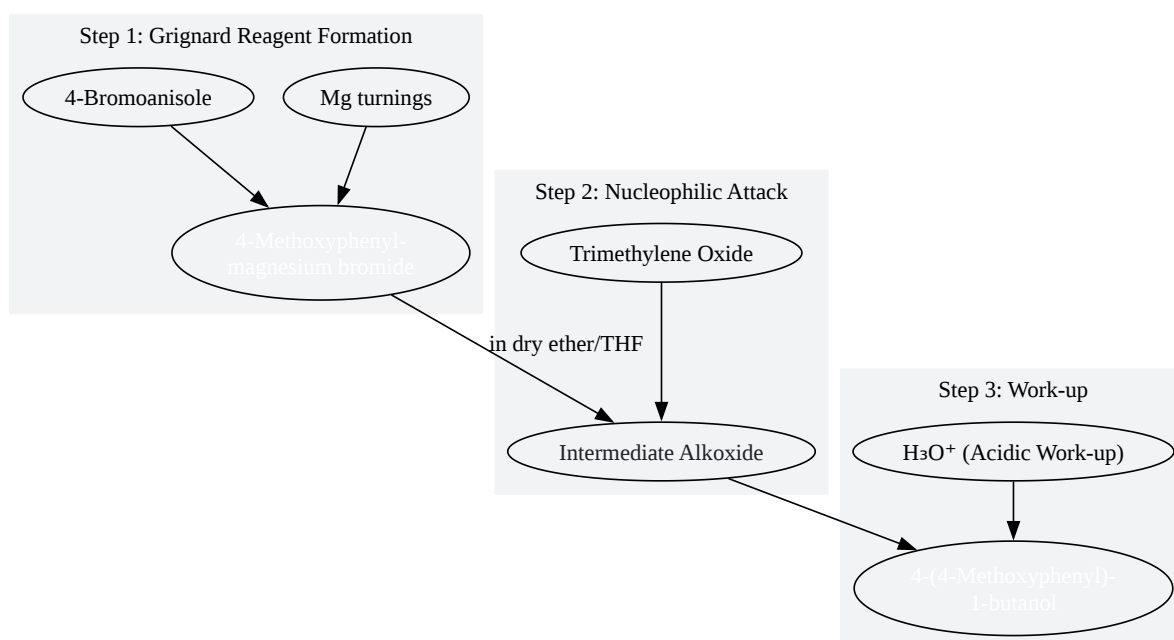 Step 1: Grignard Reagent Formation
4-Bromoanisole
Mg turnings
4-Methoxyphenyl-
magnesium bromide
Step 2: Nucleophilic Attack
Trimethylene Oxide
in dry ether/THF
Intermediate Alkoxide
Step 3: Work-up
H₃O⁺ (Acidic Work-up)
4-(4-Methoxyphenyl)-
1-butanol